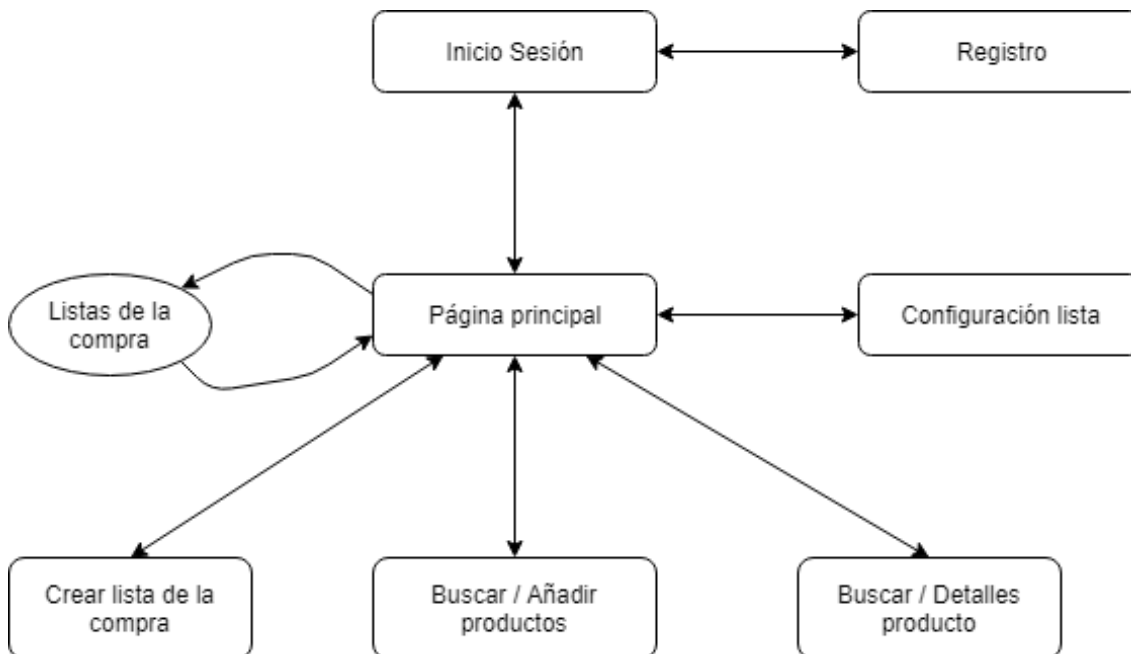 Inicio Sesión
Registro
Listas de la
compra
Página principal
Configuración lista
Crear lista de la
compra
Buscar / Añadir
productos
Buscar / Detalles
producto